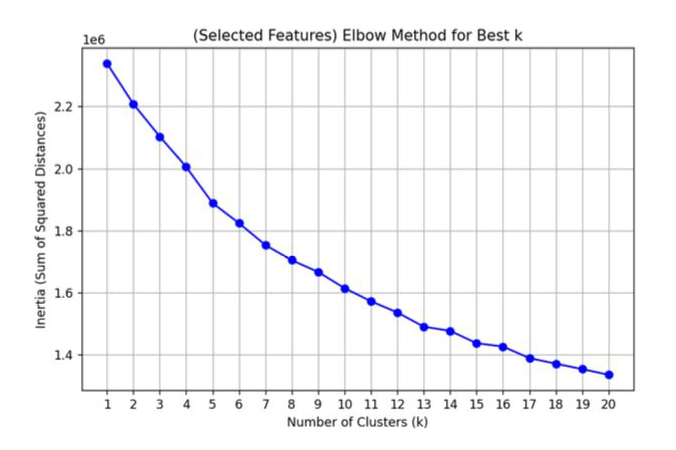 (Selected Features) Elbow Method for Best k
1e6
2.2
2.0
1.8
1.6
1.4
Inertia (Sum of Squared Distances)
1 2 3 4 5 6 7 8 9 10 11 12 13 14 15 16 17 18 19 20
Number of Clusters (k)